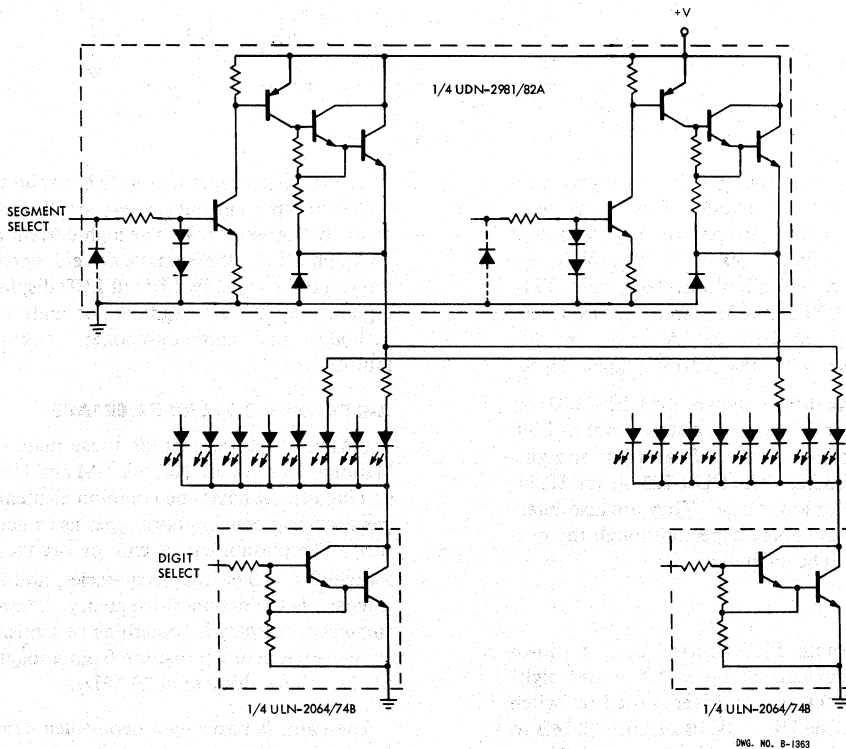 +V
1/4 UDN-2981/82A
SEGMENT
SELECT
DIGIT
SELECT
1/4 ULN-2064/74B
1/4 ULN-2064/74B
DWG. NO. B-1363